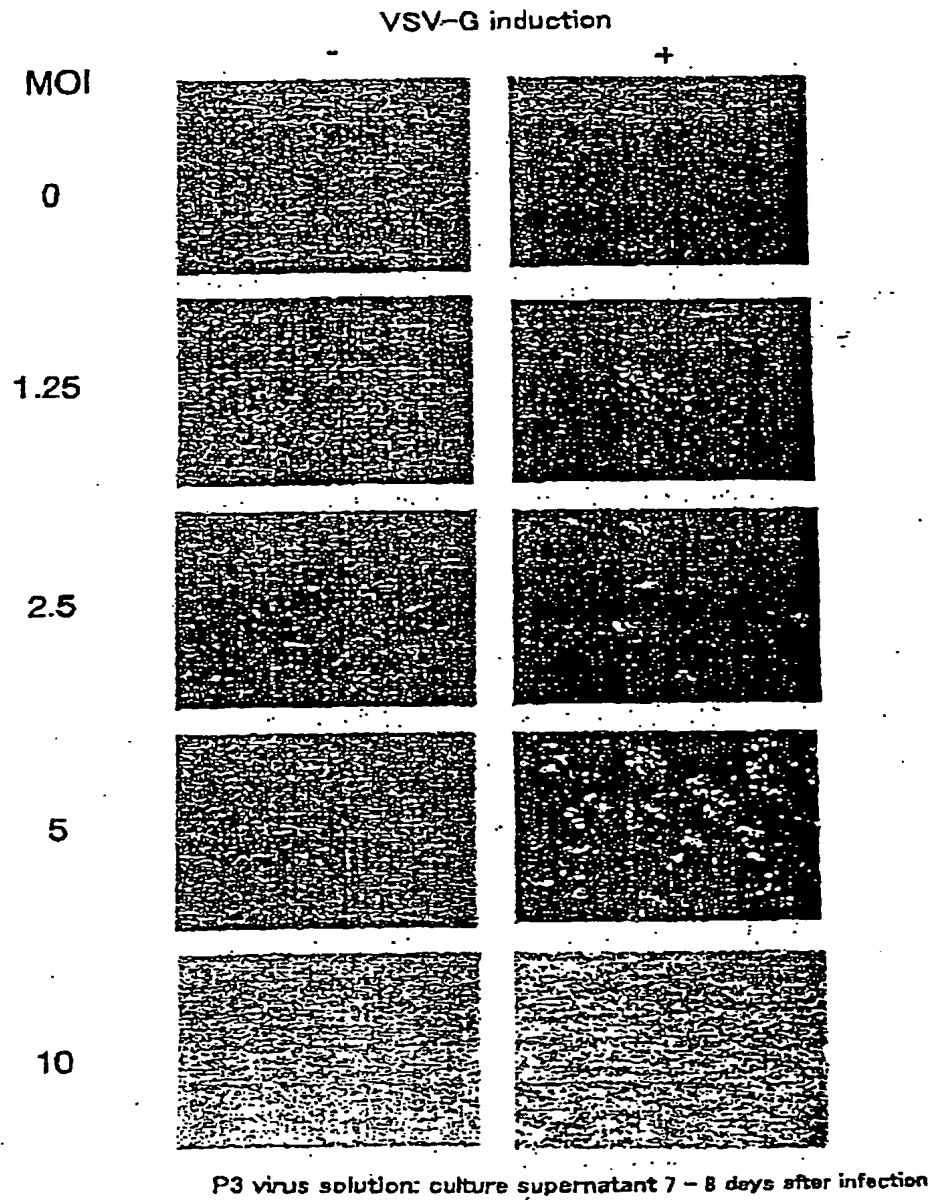 VSV-G induction
- +
MOI
0
1.25
2.5
5
10
P3 virus solution: culture supernatant 7 - 8 days after infection